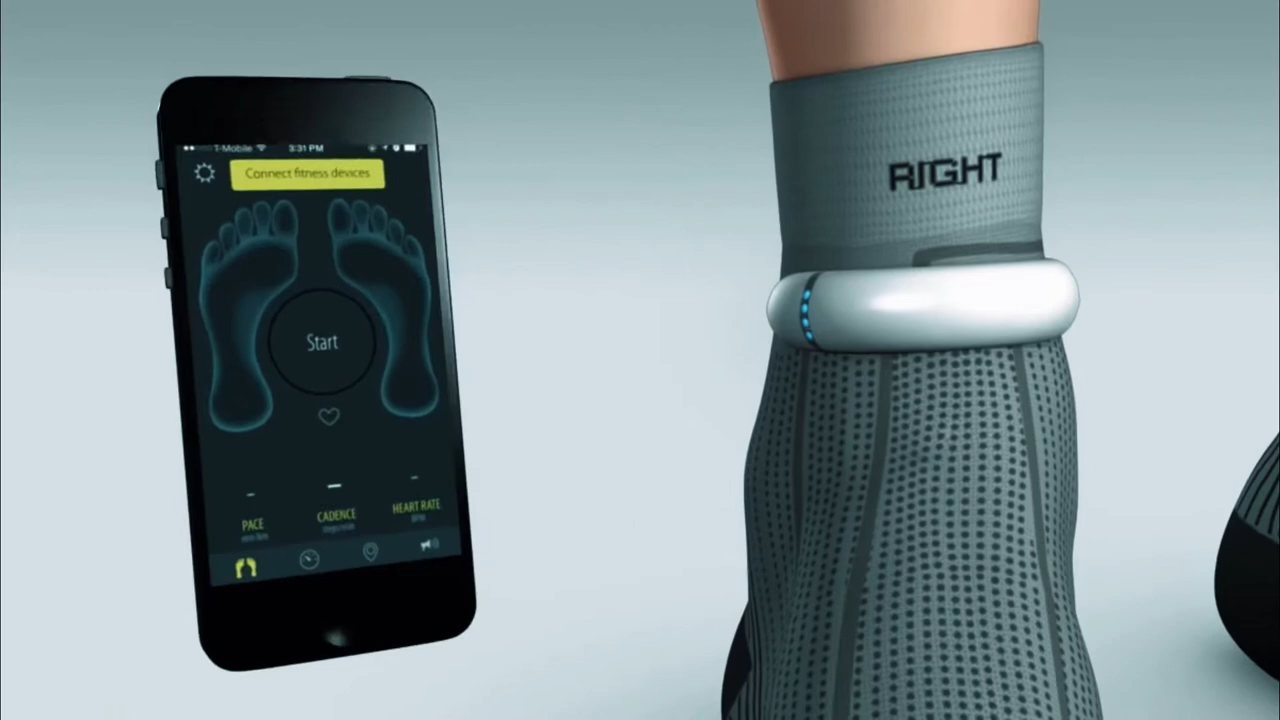 T-Mobile 3:31 PM
Connect fitness devices
Start
PACE
CADENCE
HEART RATE
RIGHT